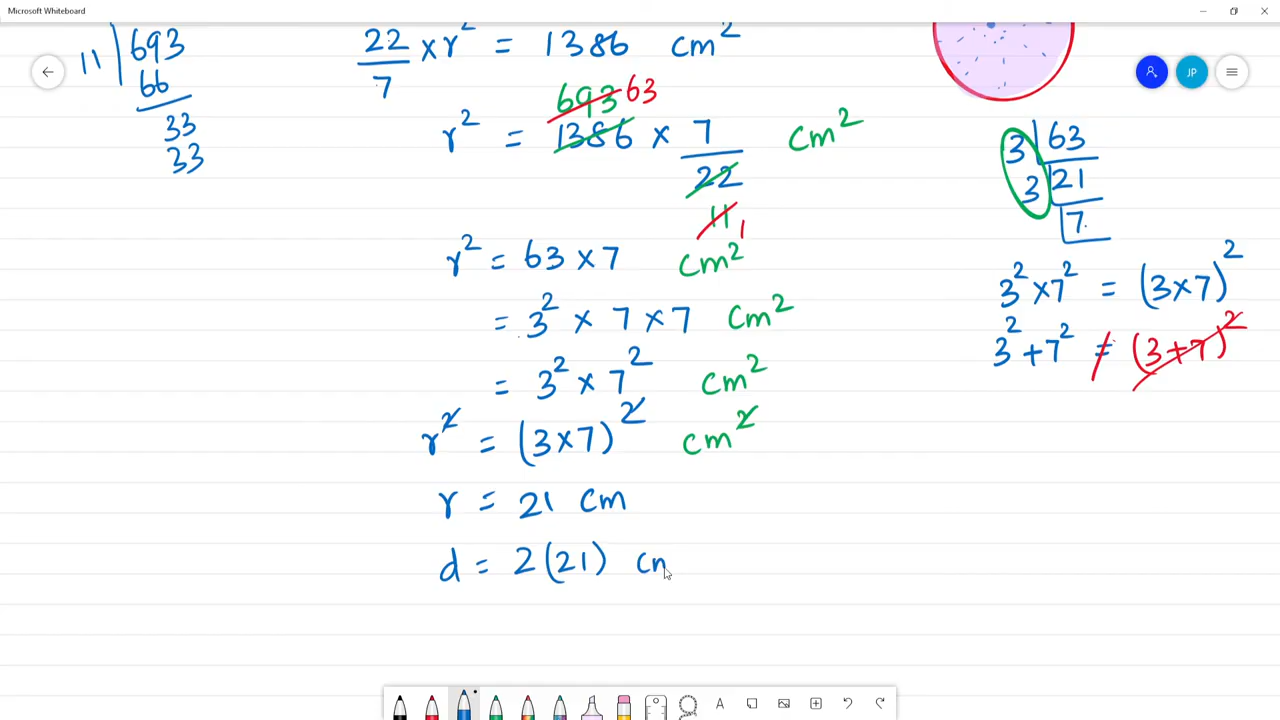 Microsoft Whiteboard
JP
11 | 693
66
33
33
22/7 × r² = 1386 cm²
693 63
r² = 1386 × 7/22 cm²
11 1
r² = 63 × 7 cm²
= 3² × 7 × 7 cm²
= 3² × 7² cm²
r² = (3×7)² cm²
r = 21 cm
d = 2(21) cm
3 | 63
3 | 21
7
3² × 7² = (3×7)²
3² + 7² ≠ (3+7)²
A